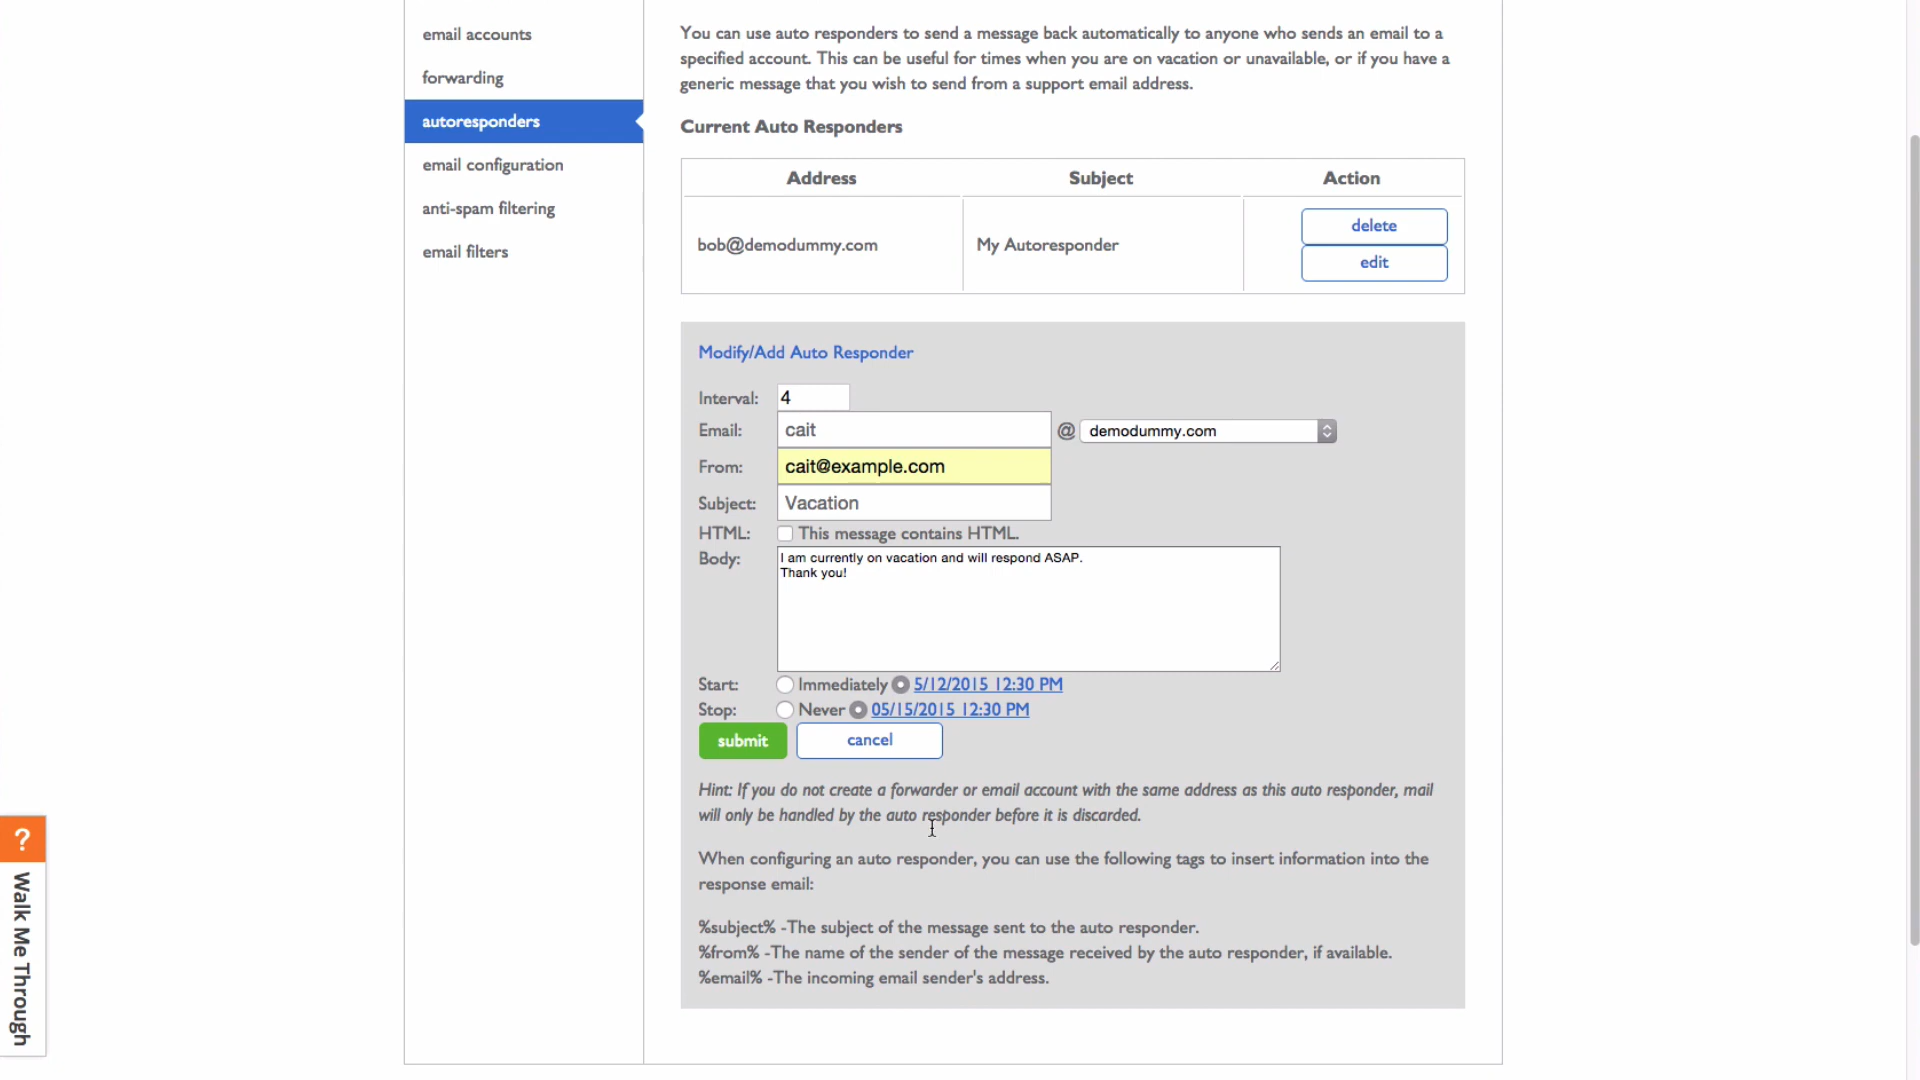 email accounts
forwarding
autoresponders
email configuration
anti-spam filtering
email filters
You can use auto responders to send a message back automatically to anyone who sends an email to a
specified account. This can be useful for times when you are on vacation or unavailable, or if you have a
generic message that you wish to send from a support email address.
Current Auto Responders
Address Subject Action
bob@demodummy.com My Autoresponder delete
edit
Modify/Add Auto Responder
Interval: 4
Email: cait @ demodummy.com
From: cait@example.com
Subject: Vacation
HTML: This message contains HTML.
Body: I am currently on vacation and will respond ASAP.
Thank you!
Start: Immediately 5/12/2015 12:30 PM
Stop: Never 05/15/2015 12:30 PM
submit cancel
Hint: If you do not create a forwarder or email account with the same address as this auto responder, mail
will only be handled by the auto responder before it is discarded.
When configuring an auto responder, you can use the following tags to insert information into the
response email:
%subject% -The subject of the message sent to the auto responder.
%from% -The name of the sender of the message received by the auto responder, if available.
%email% -The incoming email sender's address.
?
Walk Me Through